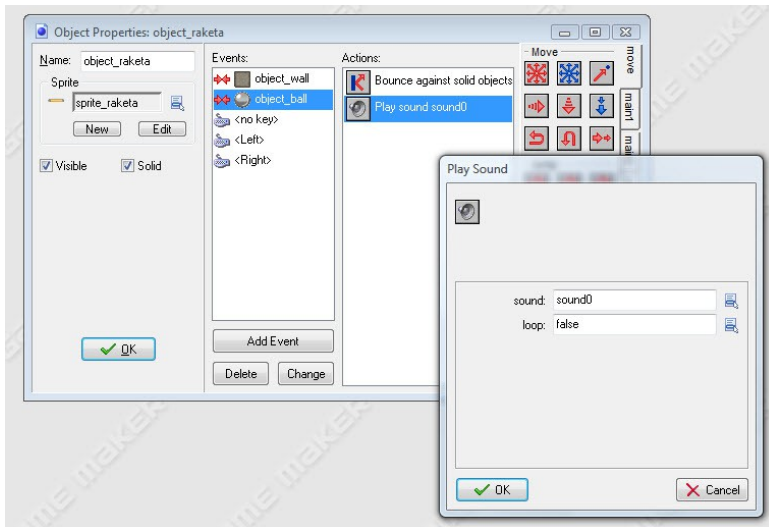 Object Properties: object_ra
Name: object_raketa
Sprite
sprite_raketa
New Edit
Visible Solid
OK
Events:
object_wall
object_ball
<no key>
<Left>
<Right>
Add Event
Delete Change
Actions:
Bounce against solid objects
Play sound sound0
Move
move
main1
Play Sound
sound: sound0
loop: false
OK Cancel